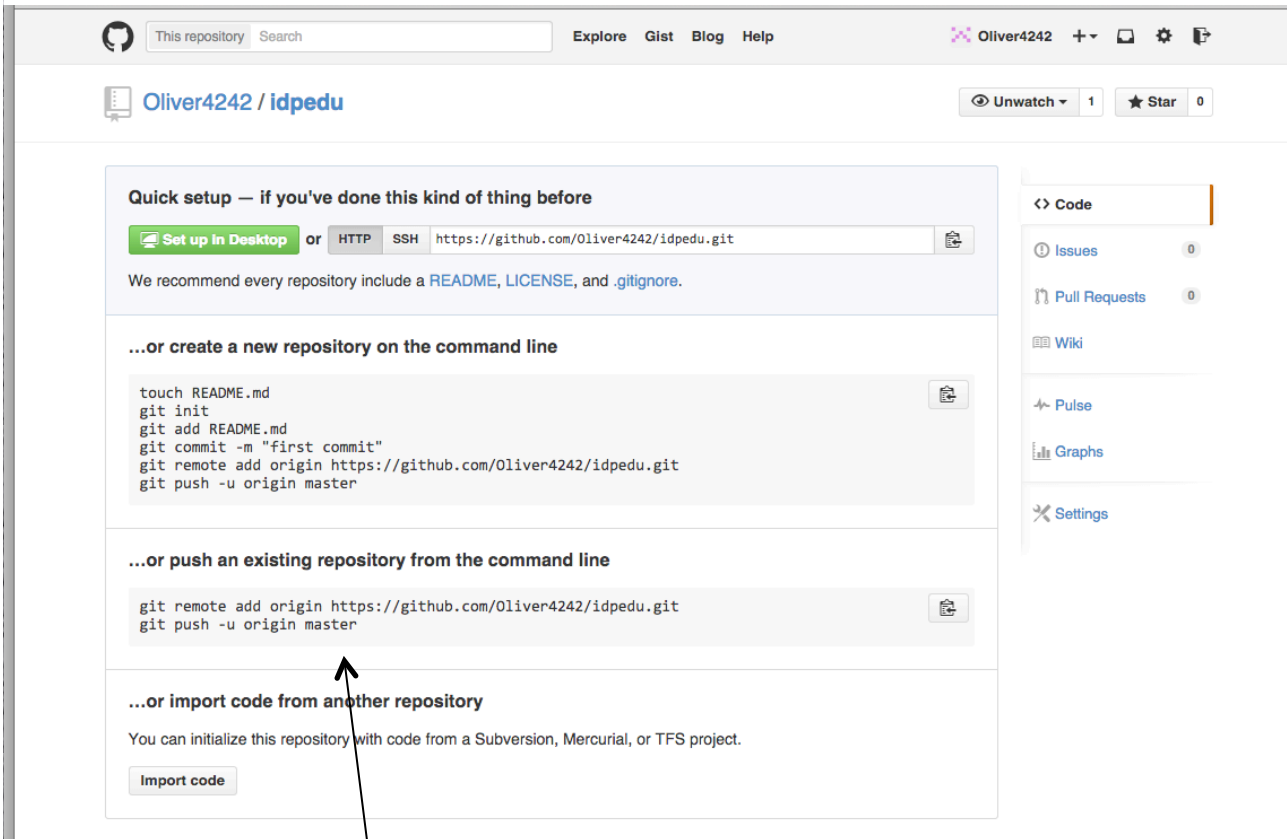 This repository Search Explore Gist Blog Help Oliver4242
Oliver4242 / idpedu Unwatch 1 Star 0
Quick setup — if you've done this kind of thing before
Set up in Desktop or HTTP SSH https://github.com/Oliver4242/idpedu.git
We recommend every repository include a README, LICENSE, and .gitignore.
…or create a new repository on the command line
touch README.md
git init
git add README.md
git commit -m "first commit"
git remote add origin https://github.com/Oliver4242/idpedu.git
git push -u origin master
…or push an existing repository from the command line
git remote add origin https://github.com/Oliver4242/idpedu.git
git push -u origin master
…or import code from another repository
You can initialize this repository with code from a Subversion, Mercurial, or TFS project.
Import code
<> Code
Issues 0
Pull Requests 0
Wiki
Pulse
Graphs
Settings